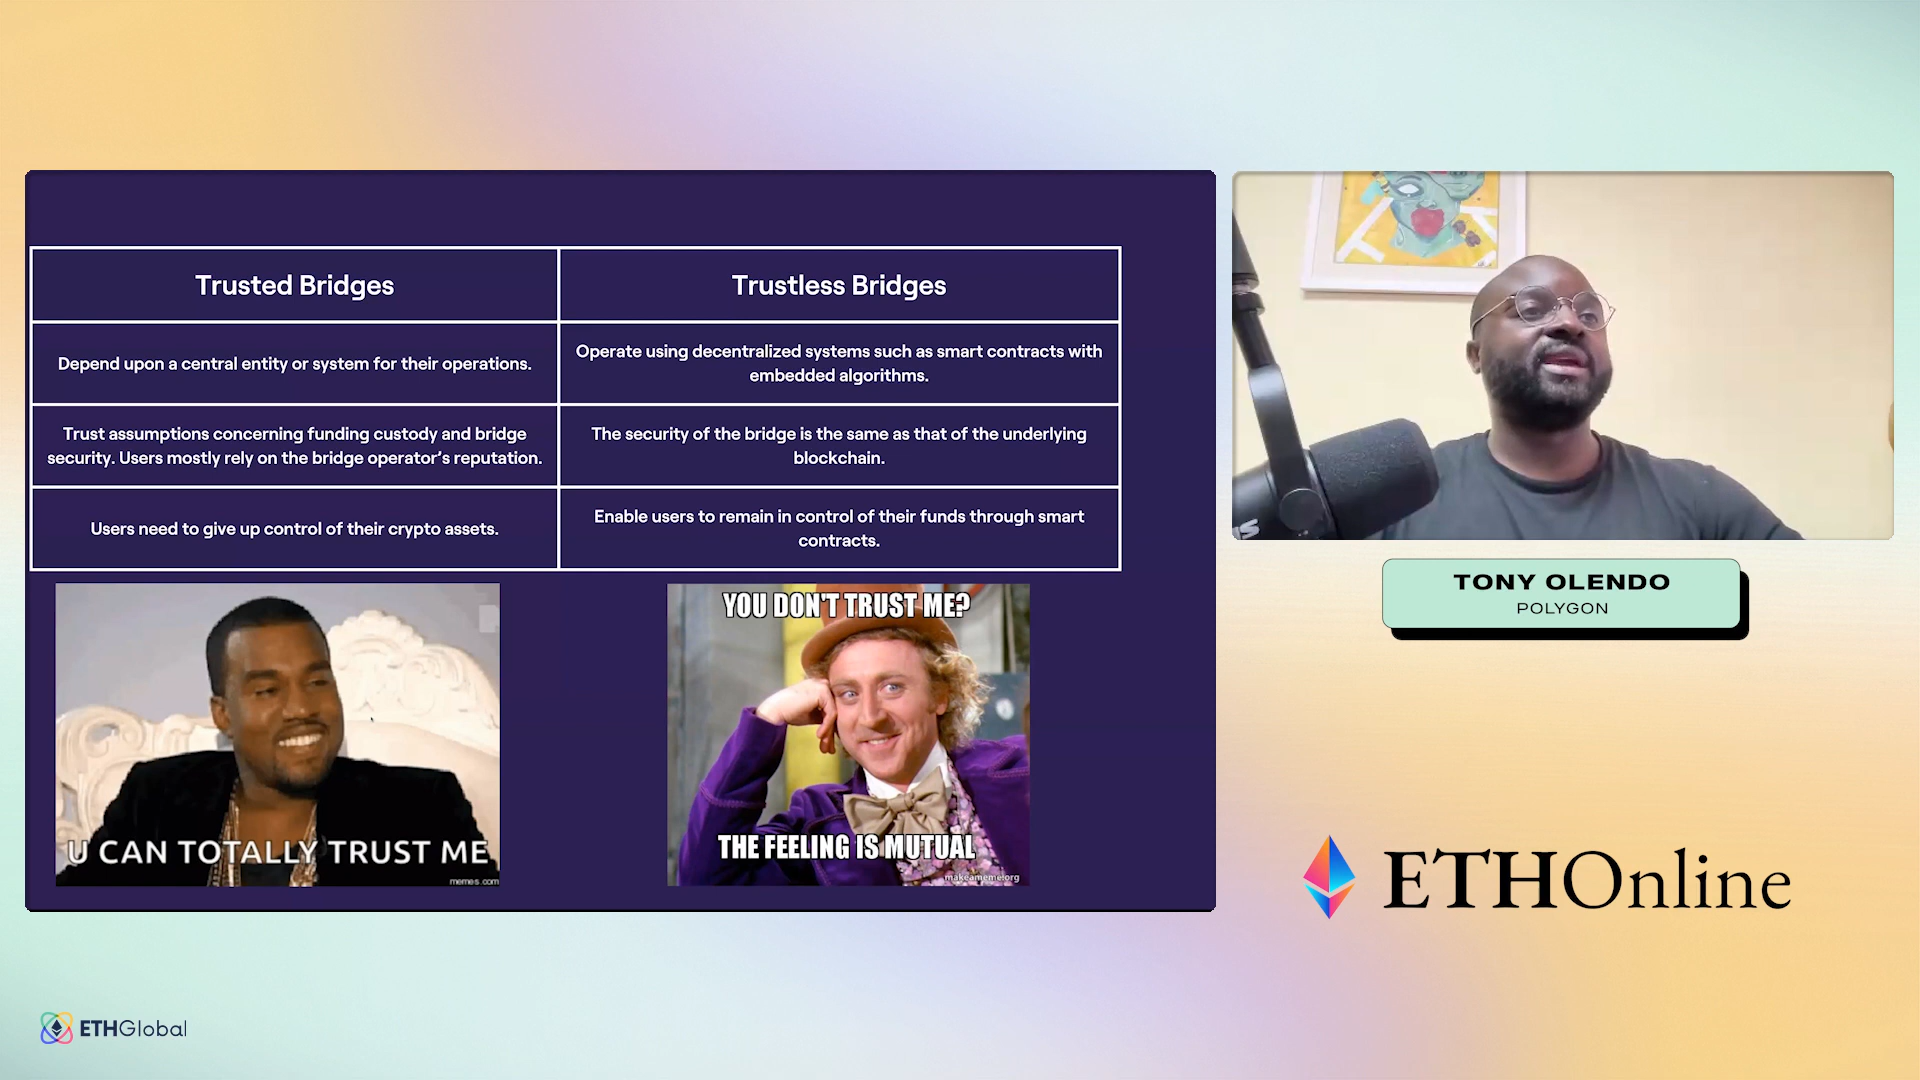 Trusted Bridges
Trustless Bridges
Depend upon a central entity or system for their operations.
Operate using decentralized systems such as smart contracts with
embedded algorithms.
Trust assumptions concerning funding custody and bridge
security. Users mostly rely on the bridge operator’s reputation.
The security of the bridge is the same as that of the underlying
blockchain.
Users need to give up control of their crypto assets.
Enable users to remain in control of their funds through smart
contracts.
U CAN TOTALLY TRUST ME
memes.com
YOU DON'T TRUST ME?
THE FEELING IS MUTUAL
makeameme.org
TONY OLENDO
POLYGON
ETHOnline
ETHGlobal